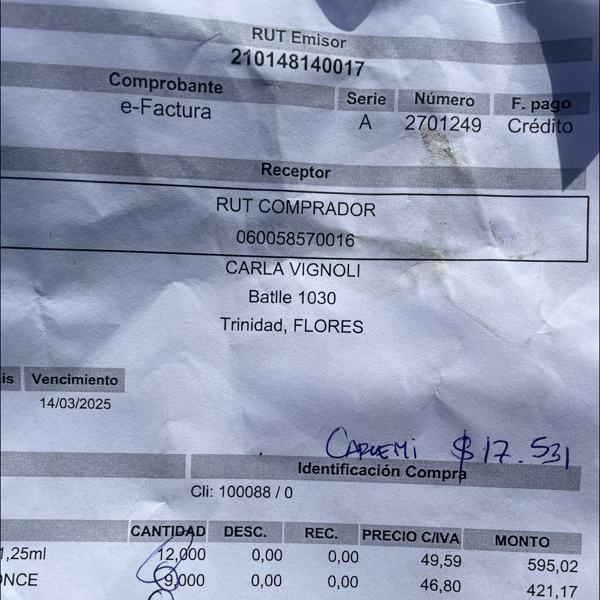 RUT Emisor
210148140017
Comprobante Serie Número F. pago
e-Factura A 2701249 Crédito
Receptor
RUT COMPRADOR
060058570016
CARLA VIGNOLI
Batlle 1030
Trinidad, FLORES
ís Vencimiento
14/03/2025
$ 17.531
Identificación Compra
Cli: 100088 / 0
CANTIDAD DESC. REC. PRECIO C/IVA MONTO
1,25ml 12,000 0,00 0,00 49,59 595,02
ONCE 9,000 0,00 0,00 46,80 421,17